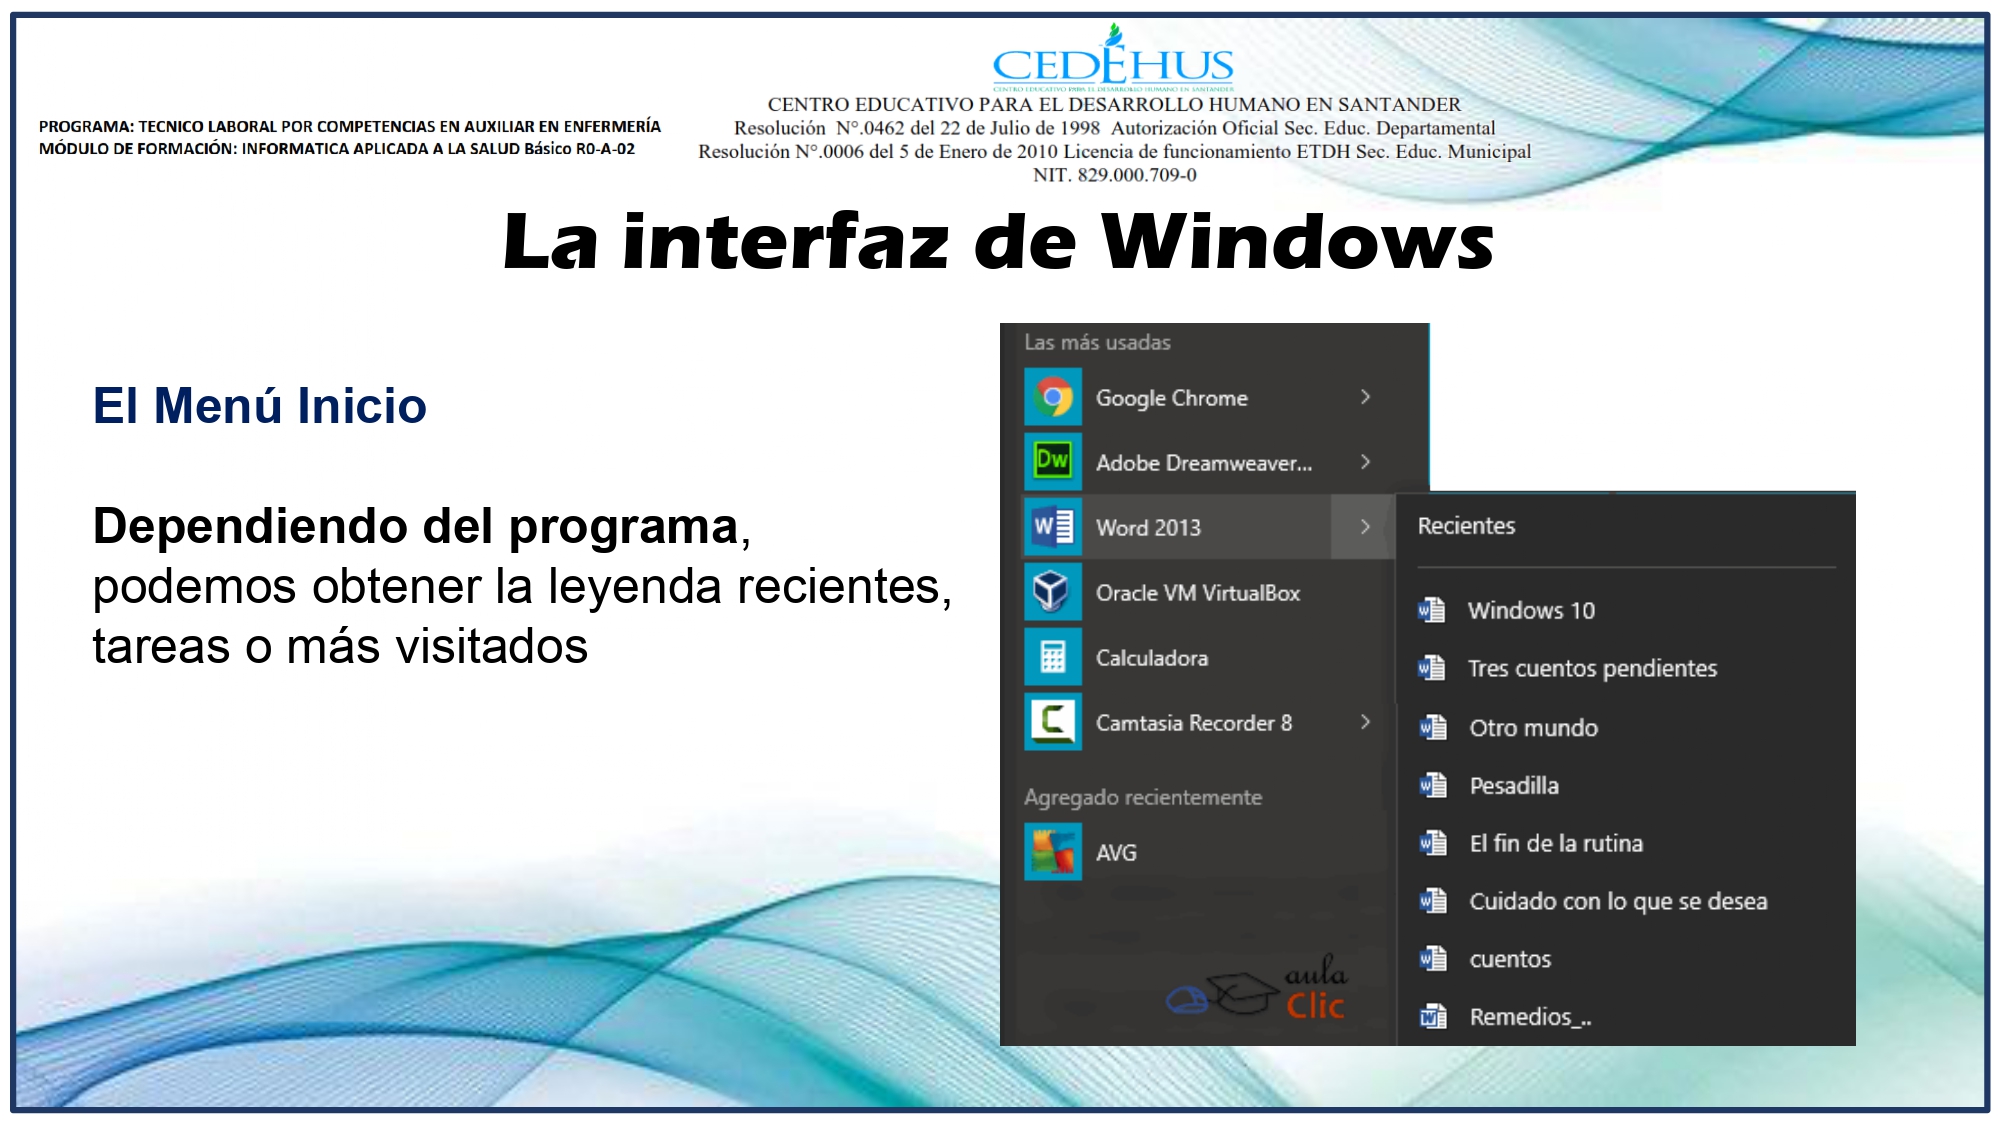 CEDEHUS
CENTRO EDUCATIVO PARA EL DESARROLLO HUMANO EN SANTANDER
CENTRO EDUCATIVO PARA EL DESARROLLO HUMANO EN SANTANDER
Resolución N°.0462 del 22 de Julio de 1998 Autorización Oficial Sec. Educ. Departamental
Resolución N°.0006 del 5 de Enero de 2010 Licencia de funcionamiento ETDH Sec. Educ. Municipal
NIT. 829.000.709-0
PROGRAMA: TECNICO LABORAL POR COMPETENCIAS EN AUXILIAR EN ENFERMERÍA
MÓDULO DE FORMACIÓN: INFORMATICA APLICADA A LA SALUD Básico R0-A-02
La interfaz de Windows
El Menú Inicio
Dependiendo del programa,
podemos obtener la leyenda recientes,
tareas o más visitados
Las más usadas
Google Chrome
Dw
Adobe Dreamweaver...
Word 2013
Oracle VM VirtualBox
Calculadora
Camtasia Recorder 8
Agregado recientemente
AVG
aula
Clic
Recientes
Windows 10
Tres cuentos pendientes
Otro mundo
Pesadilla
El fin de la rutina
Cuidado con lo que se desea
cuentos
Remedios_..